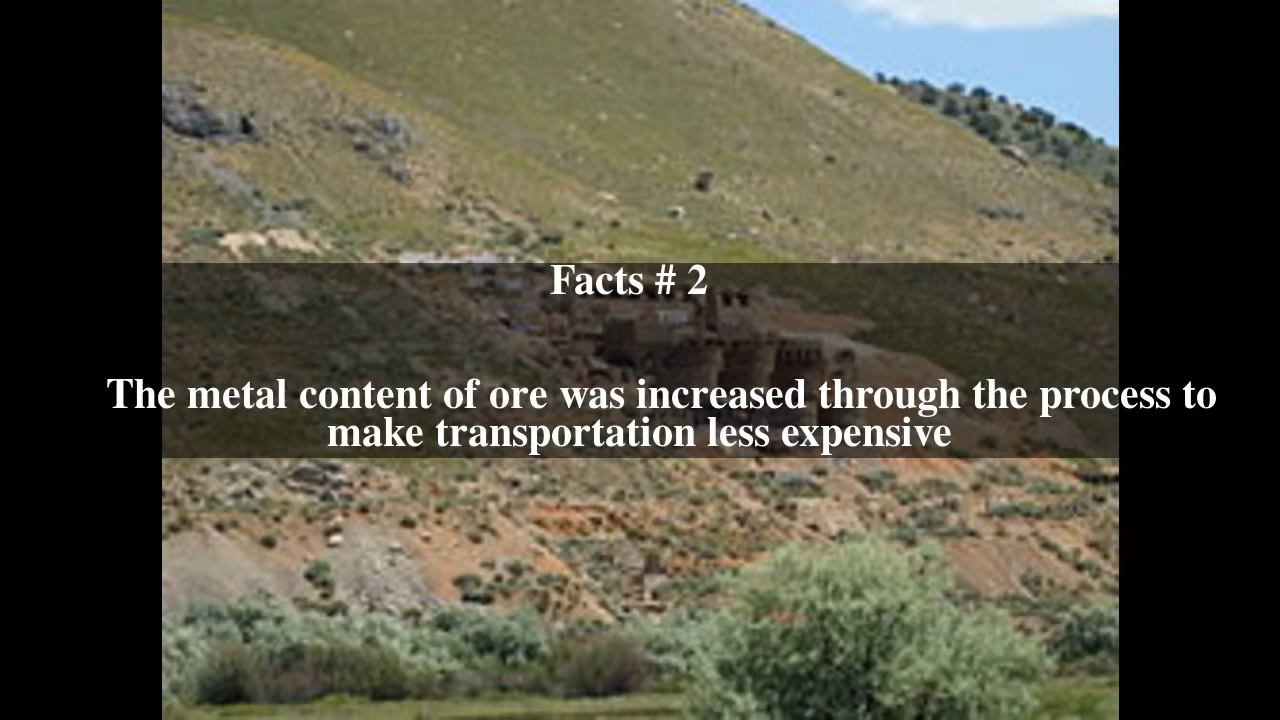 Facts # 2
The metal content of ore was increased through the process to
make transportation less expensive